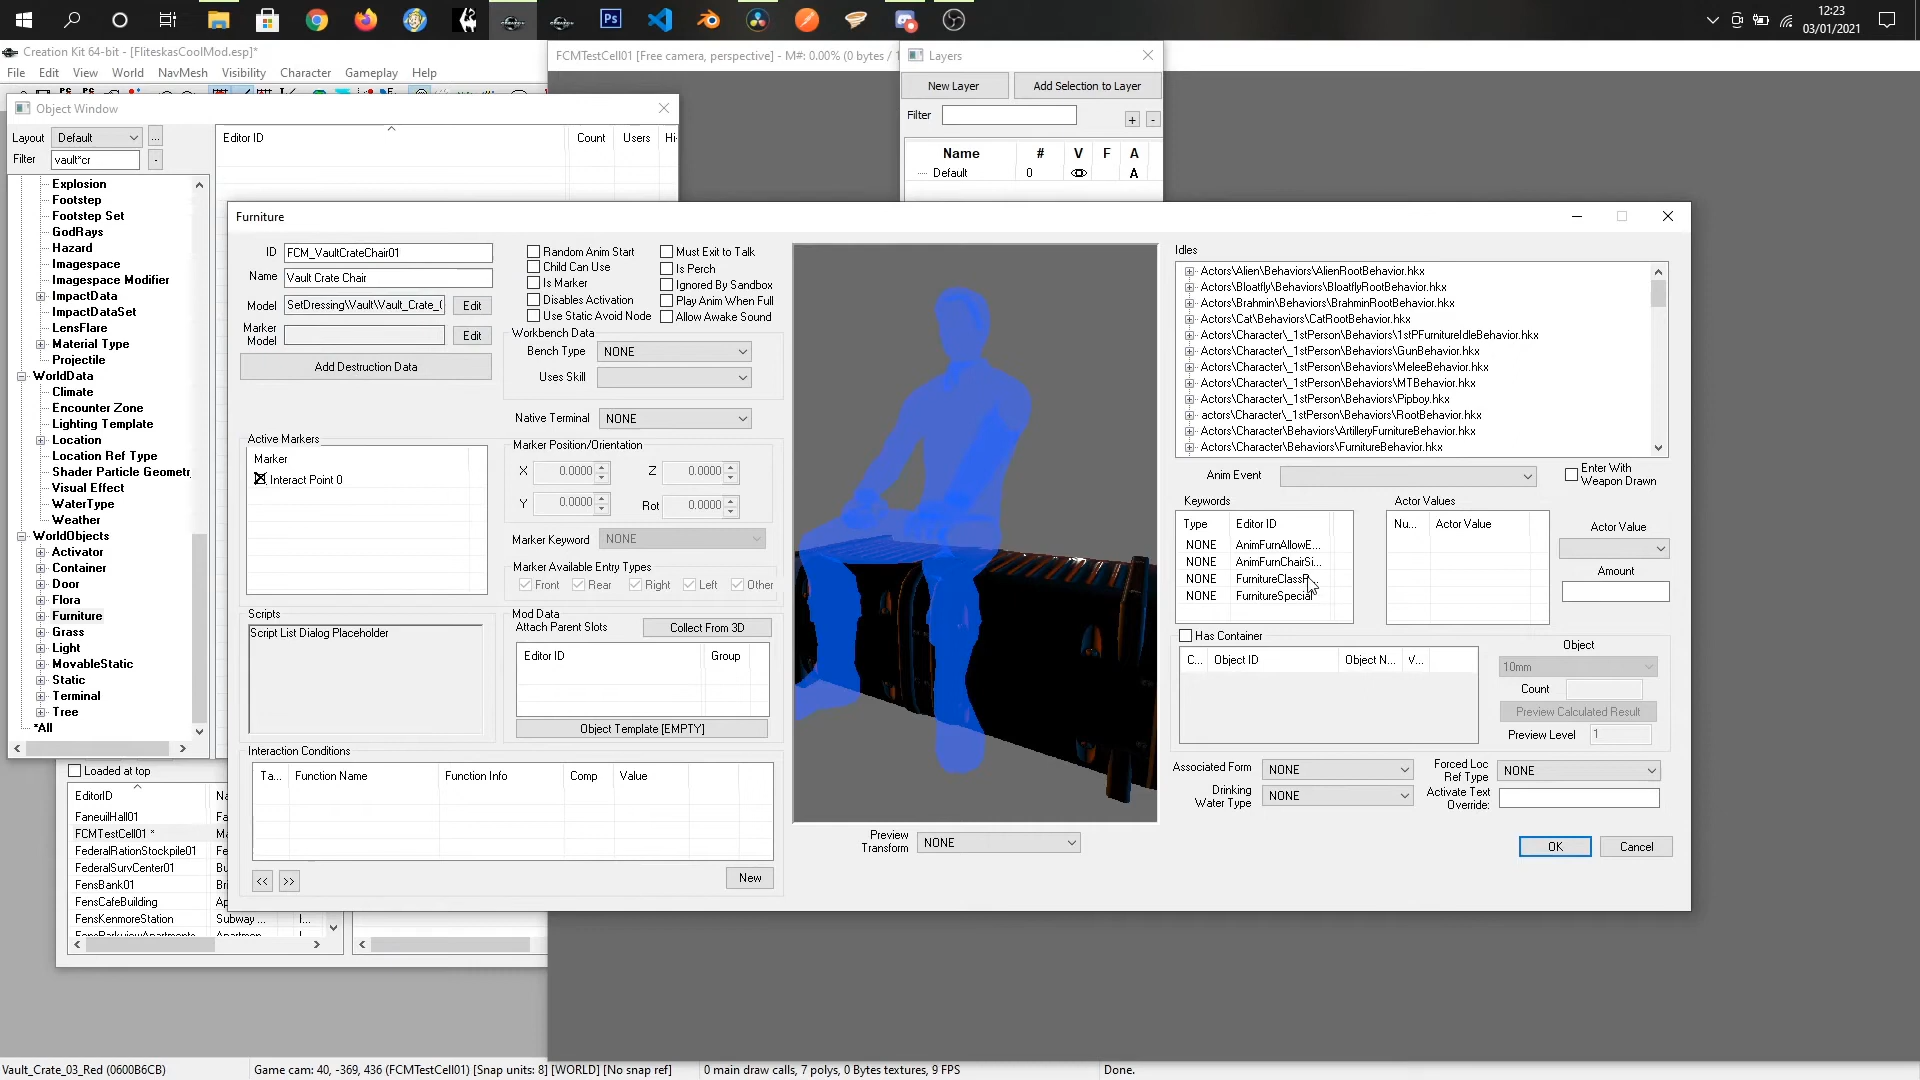 12:23
03/01/2021
Ps
Creation Kit 64-bit - [FliteskasCoolMod.esp]*
FCMTestCell01 [Free camera, perspective] - M#: 0.00% (0 bytes / 1
Layers
File Edit View World NavMesh Visibility Character Gameplay Help
New Layer Add Selection to Layer
Filter + -
Name # V F A
Default 0 A
Object Window
Layout Default ...
Filter vault*cr -
Editor ID Count Users Hi-
Explosion
Footstep
Footstep Set
GodRays
Hazard
Imagespace
Imagespace Modifier
ImpactData
ImpactDataSet
LensFlare
Material Type
Projectile
WorldData
Climate
Encounter Zone
Lighting Template
Location
Location Ref Type
Shader Particle Geometr
Visual Effect
WaterType
Weather
WorldObjects
Activator
Container
Door
Flora
Furniture
Grass
Light
MovableStatic
Static
Terminal
Tree
*All
Loaded at top
EditorID Na
FaneuilHall01 Fa
FCMTestCell01 * Ma
FederalRationStockpile01 Fe
FederalSurvCenter01 Bu
FensBank01 Bri
FensCafeBuilding Ap
FensKenmoreStation Subway ... I...
FensParkviewApartments Apartmen...
Furniture
ID FCM_VaultCrateChair01
Name Vault Crate Chair
Model SetDressing\Vault\Vault_Crate_( Edit
Marker Model Edit
Add Destruction Data
Random Anim Start
Child Can Use
Is Marker
Disables Activation
Use Static Avoid Node
Must Exit to Talk
Is Perch
Ignored By Sandbox
Play Anim When Full
Allow Awake Sound
Workbench Data
Bench Type NONE
Uses Skill
Native Terminal NONE
Active Markers
Marker
Interact Point 0
Marker Position/Orientation
X 0.0000 Z 0.0000
Y 0.0000 Rot 0.0000
Marker Keyword NONE
Marker Available Entry Types
Front Rear Right Left Other
Scripts
Script List Dialog Placeholder
Mod Data
Attach Parent Slots Collect From 3D
Editor ID Group
Object Template [EMPTY]
Interaction Conditions
Ta... Function Name Function Info Comp Value
<< >> New
Preview Transform NONE
Idles
Actors\Alien\Behaviors\AlienRootBehavior.hkx
Actors\Bloatfly\Behaviors\BloatflyRootBehavior.hkx
Actors\Brahmin\Behaviors\BrahminRootBehavior.hkx
Actors\Cat\Behaviors\CatRootBehavior.hkx
Actors\Character\_1stPerson\Behaviors\1stPFurnitureIdleBehavior.hkx
Actors\Character\_1stPerson\Behaviors\GunBehavior.hkx
Actors\Character\_1stPerson\Behaviors\MeleeBehavior.hkx
Actors\Character\_1stPerson\Behaviors\MTBehavior.hkx
Actors\Character\_1stPerson\Behaviors\Pipboy.hkx
actors\Character\_1stPerson\Behaviors\RootBehavior.hkx
Actors\Character\Behaviors\ArtilleryFurnitureBehavior.hkx
Actors\Character\Behaviors\FurnitureBehavior.hkx
Anim Event
Enter With Weapon Drawn
Keywords
Type Editor ID
NONE AnimFurnAllowE...
NONE AnimFurnChairSi...
NONE FurnitureClassR...
NONE FurnitureSpecial
Actor Values
Nu... Actor Value
Actor Value
Amount
Has Container
C... Object ID Object N... V...
Object
10mm
Count
Preview Calculated Result
Preview Level 1
Associated Form NONE
Forced Loc Ref Type NONE
Drinking Water Type NONE
Activate Text Override:
OK Cancel
Vault_Crate_03_Red (0600B6CB) Game cam: 40, -369, 436 (FCMTestCell01) [Snap units: 8] [WORLD] [No snap ref] 0 main draw calls, 7 polys, 0 Bytes textures, 9 FPS Done.